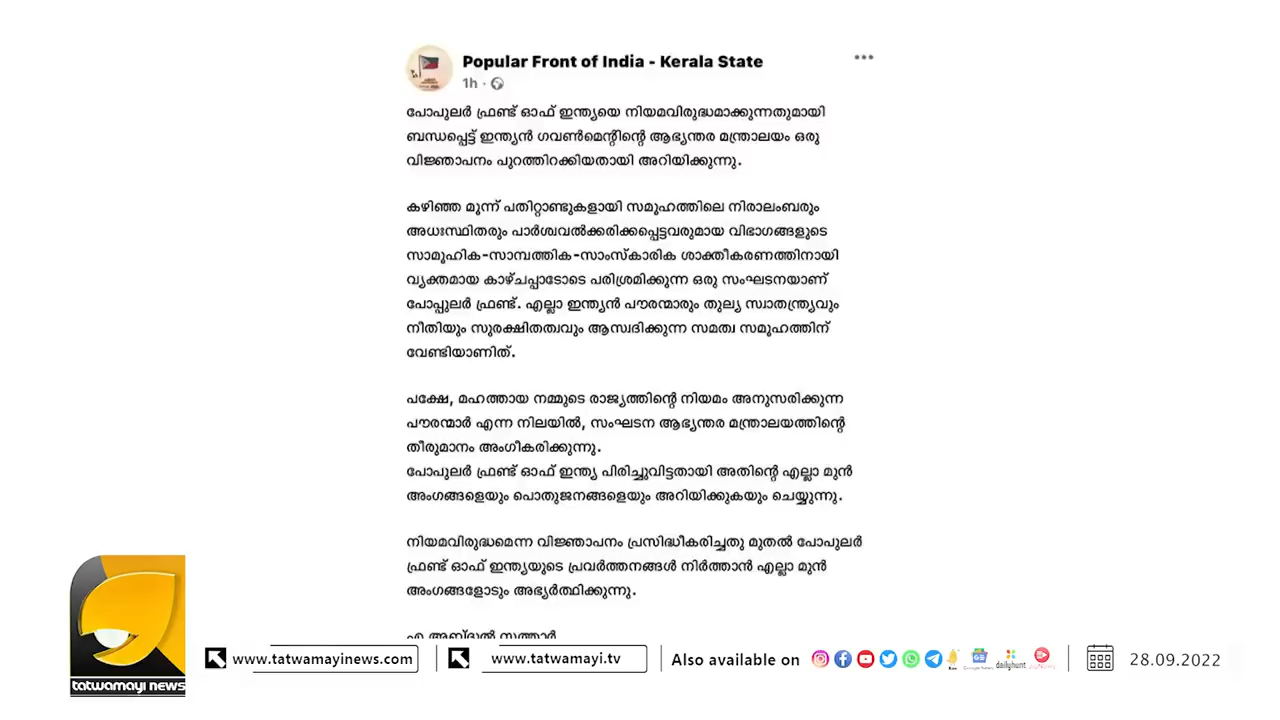 Popular Front of India - Kerala State
1h ·
പോപുലർ ഫ്രണ്ട് ഓഫ് ഇന്ത്യയെ നിയമവിരുദ്ധമാക്കുന്നതുമായി
ബന്ധപ്പെട്ട് ഇന്ത്യൻ ഗവൺമെന്റിന്റെ ആഭ്യന്തര മന്ത്രാലയം ഒരു
വിജ്ഞാപനം പുറത്തിറക്കിയതായി അറിയിക്കുന്നു.
കഴിഞ്ഞ മൂന്ന് പതിറ്റാണ്ടുകളായി സമൂഹത്തിലെ നിരാലംബരും
അധഃസ്ഥിതരും പാർശ്വവൽക്കരിക്കപ്പെട്ടവരുമായ വിഭാഗങ്ങളുടെ
സാമൂഹിക-സാമ്പത്തിക-സാംസ്കാരിക ശാക്തീകരണത്തിനായി
വ്യക്തമായ കാഴ്ചപ്പാടോടെ പരിശ്രമിക്കുന്ന ഒരു സംഘടനയാണ്
പോപ്പുലർ ഫ്രണ്ട്. എല്ലാ ഇന്ത്യൻ പൗരന്മാരും തുല്യ സ്വാതന്ത്ര്യവും
നീതിയും സുരക്ഷിതത്വവും ആസ്വദിക്കുന്ന സമത്വ സമൂഹത്തിന്
വേണ്ടിയാണിത്.
പക്ഷേ, മഹത്തായ നമ്മുടെ രാജ്യത്തിന്റെ നിയമം അനുസരിക്കുന്ന
പൗരന്മാർ എന്ന നിലയിൽ, സംഘടന ആഭ്യന്തര മന്ത്രാലയത്തിന്റെ
തീരുമാനം അംഗീകരിക്കുന്നു.
പോപുലർ ഫ്രണ്ട് ഓഫ് ഇന്ത്യ പിരിച്ചുവിട്ടതായി അതിന്റെ എല്ലാ മുൻ
അംഗങ്ങളെയും പൊതുജനങ്ങളെയും അറിയിക്കുകയും ചെയ്യുന്നു.
നിയമവിരുദ്ധമെന്ന വിജ്ഞാപനം പ്രസിദ്ധീകരിച്ചതു മുതൽ പോപുലർ
ഫ്രണ്ട് ഓഫ് ഇന്ത്യയുടെ പ്രവർത്തനങ്ങൾ നിർത്താൻ എല്ലാ മുൻ
അംഗങ്ങളോടും അഭ്യർത്ഥിക്കുന്നു.
എ അബ്ദുൽ സത്താർ
tatwamayi news
www.tatwamayinews.com
www.tatwamayi.tv
Also available on
Google News
dailyhunt
28.09.2022